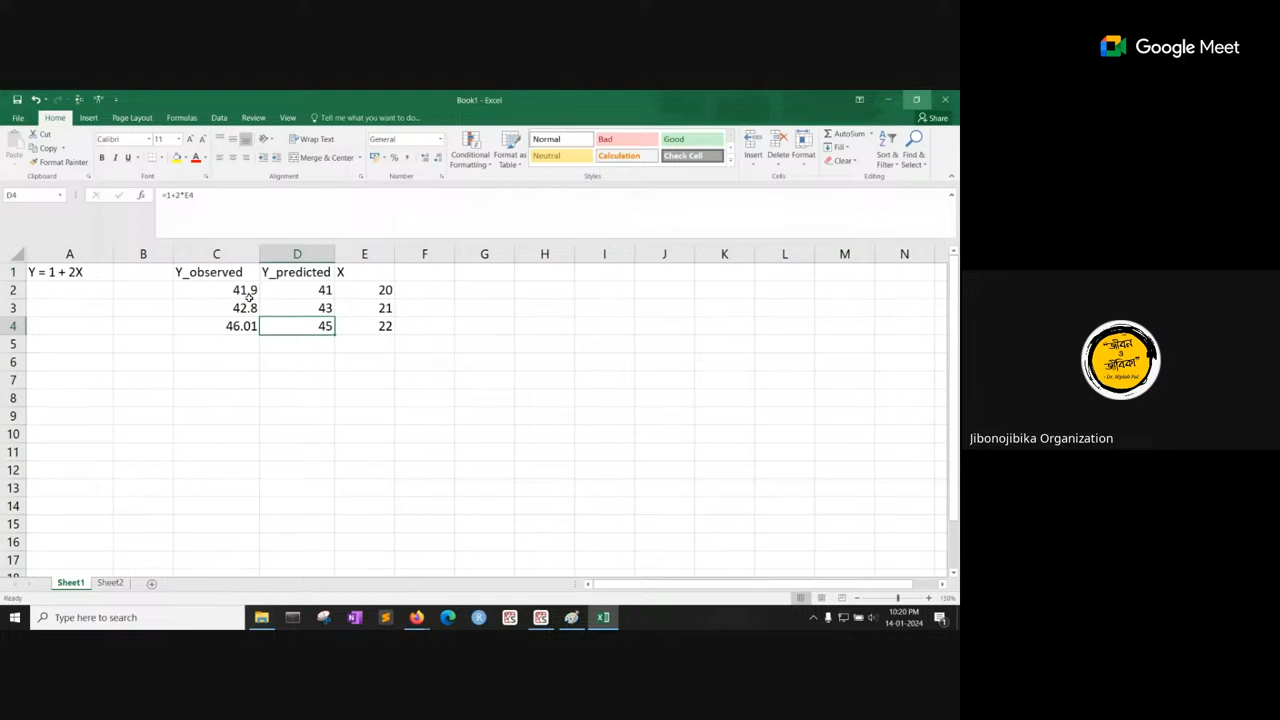 Google Meet
Book1 - Excel
File Home Insert Page Layout Formulas Data Review View Tell me what you want to do... Share
Paste Cut Copy Format Painter Clipboard
Calibri 11 B I U A Font
Wrap Text Merge & Center Alignment
General % Number
Conditional Formatting Format as Table
Normal Bad Good
Neutral Calculation Check Cell
Styles
Insert Delete Format Cells
AutoSum Fill Clear
Sort & Filter Find & Select
D4 fx =1+2*E4
A B C D E F G H I J K L M N
1 Y = 1 + 2X Y_observed Y_predicted X
2 41.9 41 20
3 42.8 43 21
4 46.01 45 22
5
6
7
8
9
10
11
12
13
14
15
16
17
18
Sheet1 Sheet2
Ready 150%
Type here to search
10:20 PM
14-01-2024
"জীবন
ও
জীবিকা"
Jibonojibika Organization